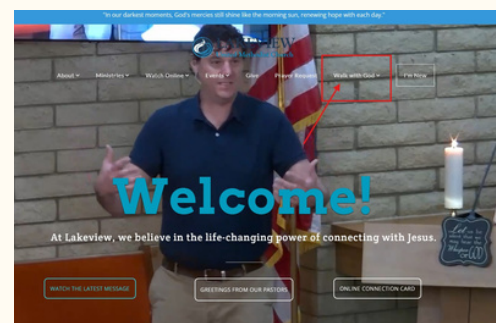 "In our darkest moments, God's mercies still shine like the morning sun, renewing hope with each day."
About
Ministries
Watch Online
Events
Give
Prayer Request
Walk with God
I'm New
Welcome!
At Lakeview, we believe in the life-changing power of connecting with Jesus.
WATCH THE LATEST MESSAGE
GREETINGS FROM OUR PASTORS
ONLINE CONNECTION CARD